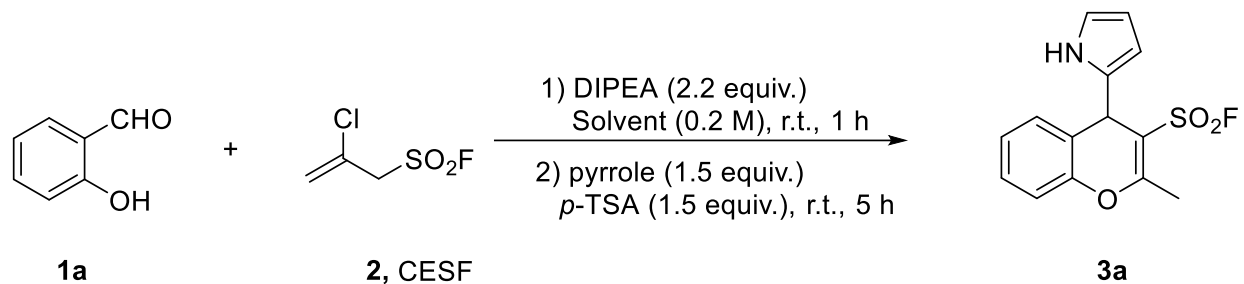 CHO
OH
1a
+
Cl
SO₂F
2, CESF
1) DIPEA (2.2 equiv.)
Solvent (0.2 M), r.t., 1 h
2) pyrrole (1.5 equiv.)
p-TSA (1.5 equiv.), r.t., 5 h
HN
SO₂F
O
3a